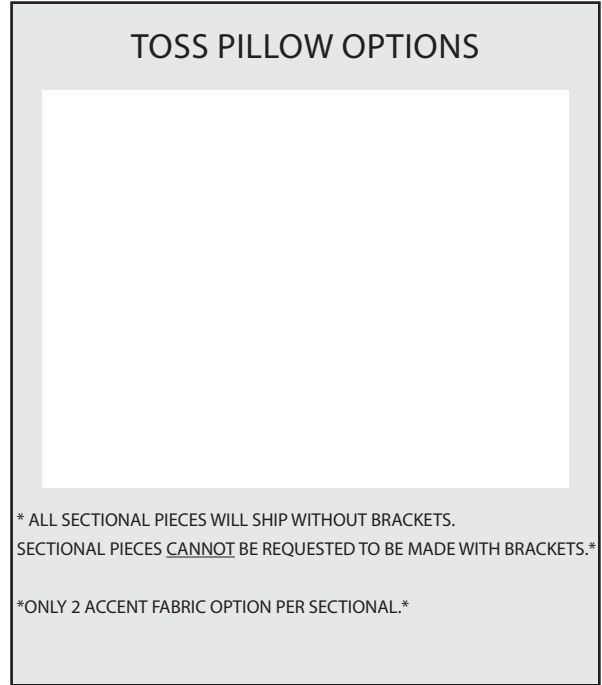 TOSS PILLOW OPTIONS
* ALL SECTIONAL PIECES WILL SHIP WITHOUT BRACKETS.
SECTIONAL PIECES CANNOT BE REQUESTED TO BE MADE WITH BRACKETS.*
*ONLY 2 ACCENT FABRIC OPTION PER SECTIONAL.*